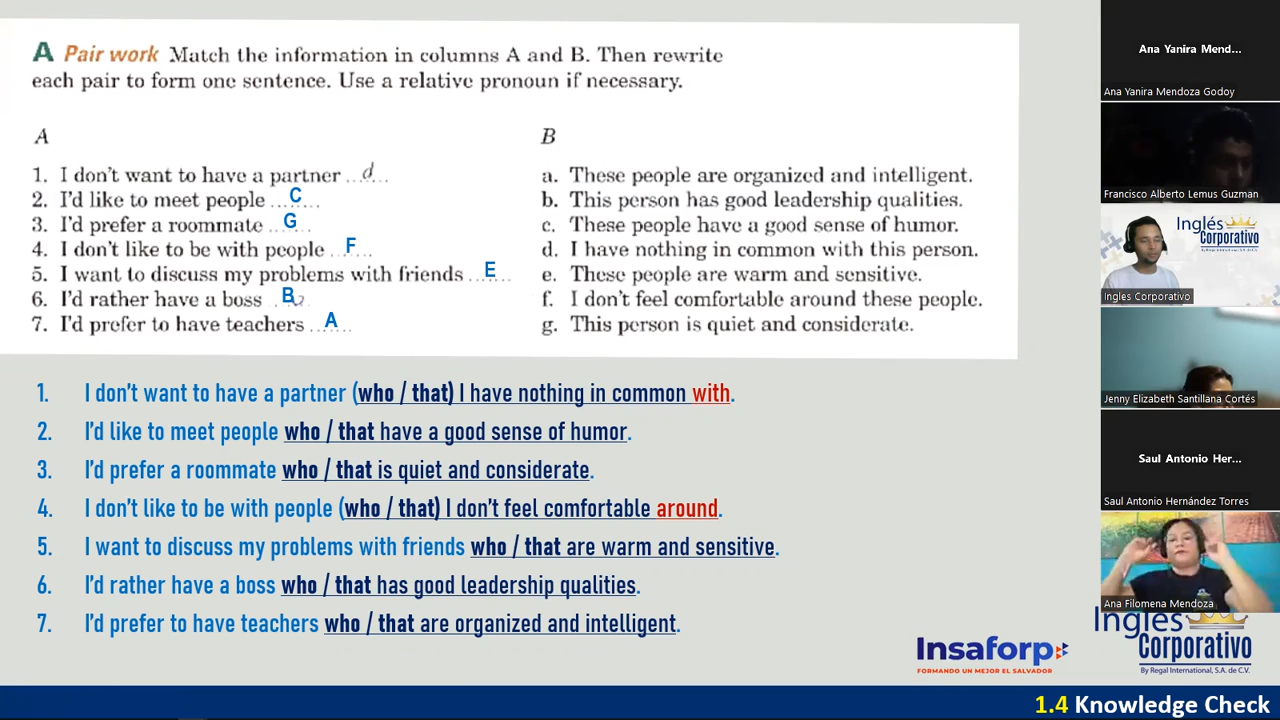 A Pair work Match the information in columns A and B. Then rewrite
each pair to form one sentence. Use a relative pronoun if necessary.
A
1. I don't want to have a partner ...d...
2. I'd like to meet people ...C...
3. I'd prefer a roommate ...G...
4. I don't like to be with people ...F...
5. I want to discuss my problems with friends ...E...
6. I'd rather have a boss ...B...
7. I'd prefer to have teachers ...A...
B
a. These people are organized and intelligent.
b. This person has good leadership qualities.
c. These people have a good sense of humor.
d. I have nothing in common with this person.
e. These people are warm and sensitive.
f. I don't feel comfortable around these people.
g. This person is quiet and considerate.
1. I don't want to have a partner (who / that) I have nothing in common with.
2. I'd like to meet people who / that have a good sense of humor.
3. I'd prefer a roommate who / that is quiet and considerate.
4. I don't like to be with people (who / that) I don't feel comfortable around.
5. I want to discuss my problems with friends who / that are warm and sensitive.
6. I'd rather have a boss who / that has good leadership qualities.
7. I'd prefer to have teachers who / that are organized and intelligent.
Insaforp
FORMANDO UN MEJOR EL SALVADOR
Inglés
Corporativo
By Regal International, S.A. de C.V.
1.4 Knowledge Check
Ana Yanira Mend...
Ana Yanira Mendoza Godoy
Francisco Alberto Lemus Guzman
Inglés
Corporativo
Ingles Corporativo
Jenny Elizabeth Santillana Cortés
Saul Antonio Her...
Saul Antonio Hernández Torres
Ana Filomena Mendoza